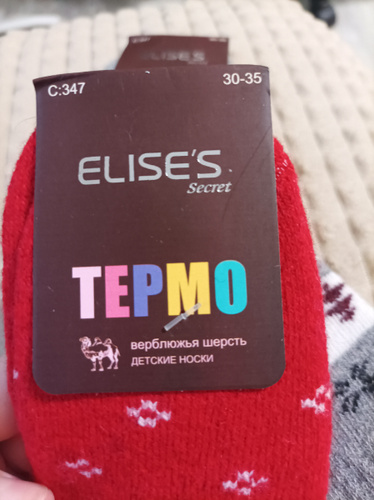 C:347 30-35
ELISE'S
Secret
ТЕРМО
верблюжья шерсть
ДЕТСКИЕ НОСКИ